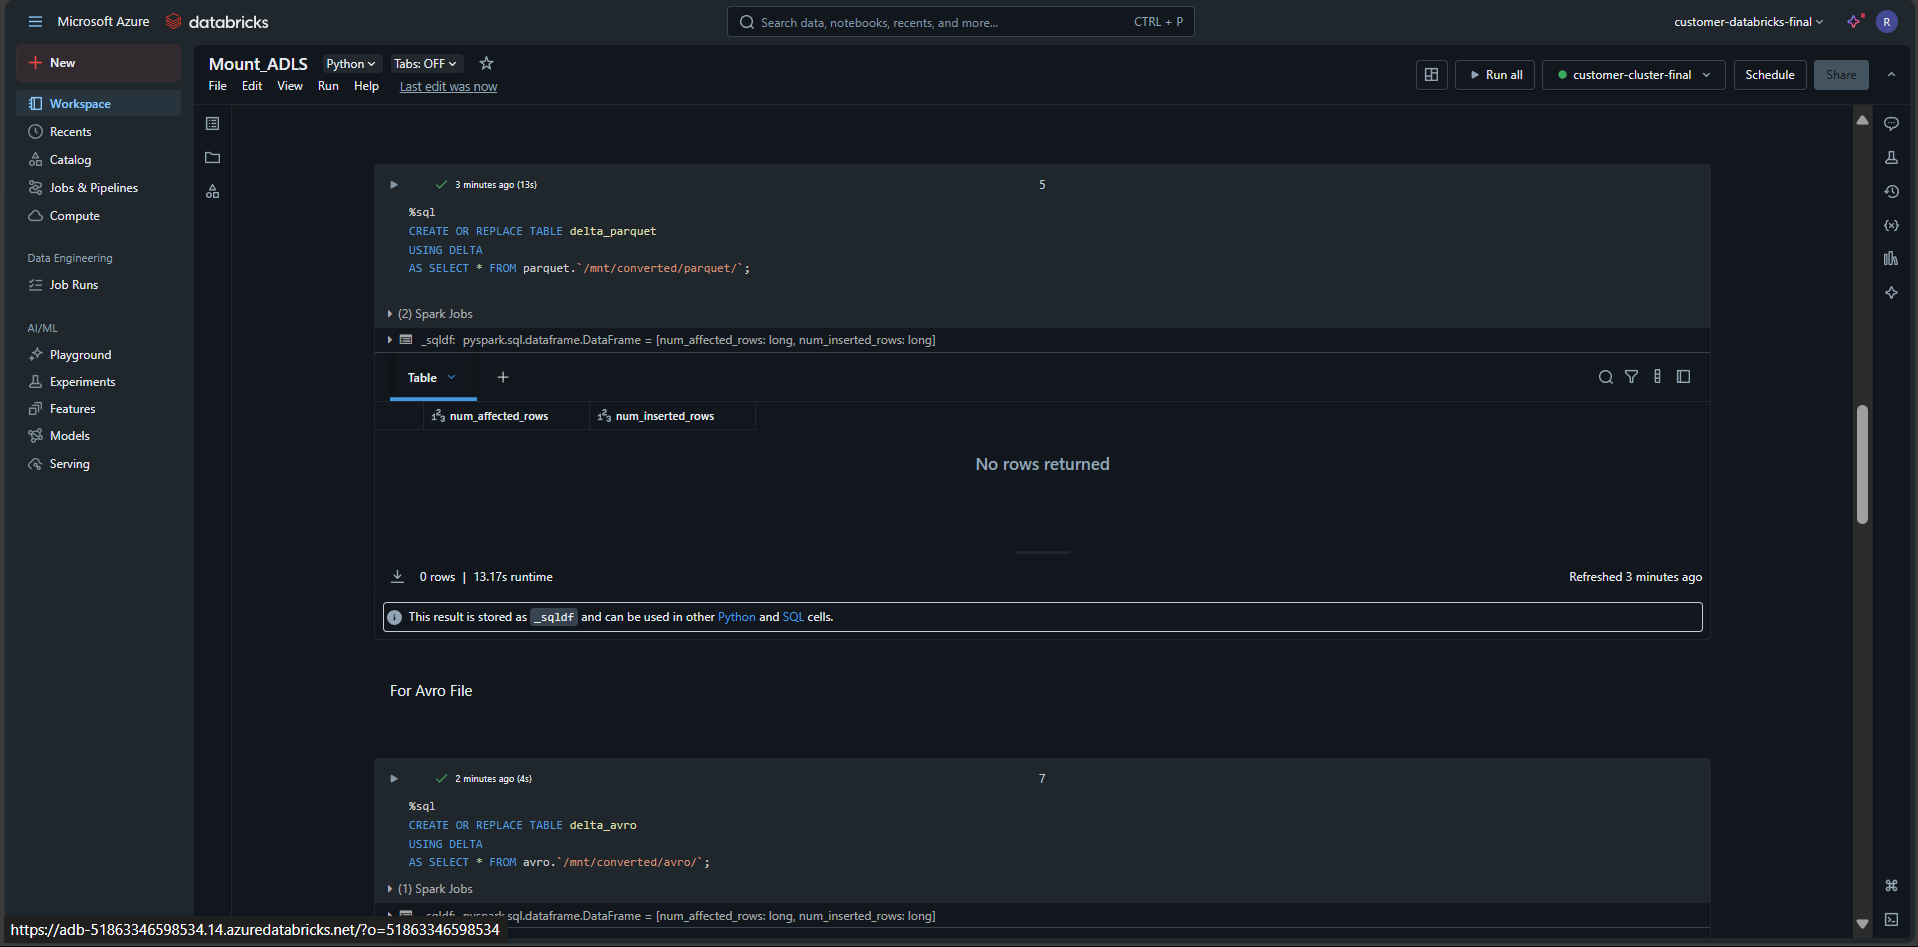 Microsoft Azure databricks
Search data, notebooks, recents, and more... CTRL + P
customer-databricks-final
R
New
Workspace
Recents
Catalog
Jobs & Pipelines
Compute
Data Engineering
Job Runs
AI/ML
Playground
Experiments
Features
Models
Serving
Mount_ADLS Python Tabs: OFF
File Edit View Run Help Last edit was now
Run all customer-cluster-final Schedule Share
3 minutes ago (13s) 5
%sql
CREATE OR REPLACE TABLE delta_parquet
USING DELTA
AS SELECT * FROM parquet.`/mnt/converted/parquet/`;
(2) Spark Jobs
_sqldf: pyspark.sql.dataframe.DataFrame = [num_affected_rows: long, num_inserted_rows: long]
Table +
123 num_affected_rows 123 num_inserted_rows
No rows returned
0 rows | 13.17s runtime Refreshed 3 minutes ago
This result is stored as _sqldf and can be used in other Python and SQL cells.
For Avro File
2 minutes ago (4s) 7
%sql
CREATE OR REPLACE TABLE delta_avro
USING DELTA
AS SELECT * FROM avro.`/mnt/converted/avro/`;
(1) Spark Jobs
_sqldf: pyspark.sql.dataframe.DataFrame = [num_affected_rows: long, num_inserted_rows: long]
https://adb-51863346598534.14.azuredatabricks.net/?o=51863346598534